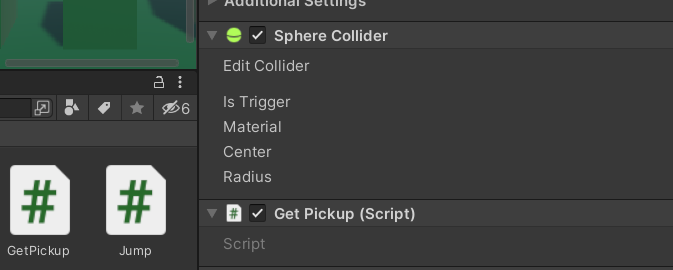 Additional Settings
Sphere Collider
Edit Collider
Is Trigger
Material
Center
Radius
Get Pickup (Script)
Script
6
#
#
GetPickup
Jump